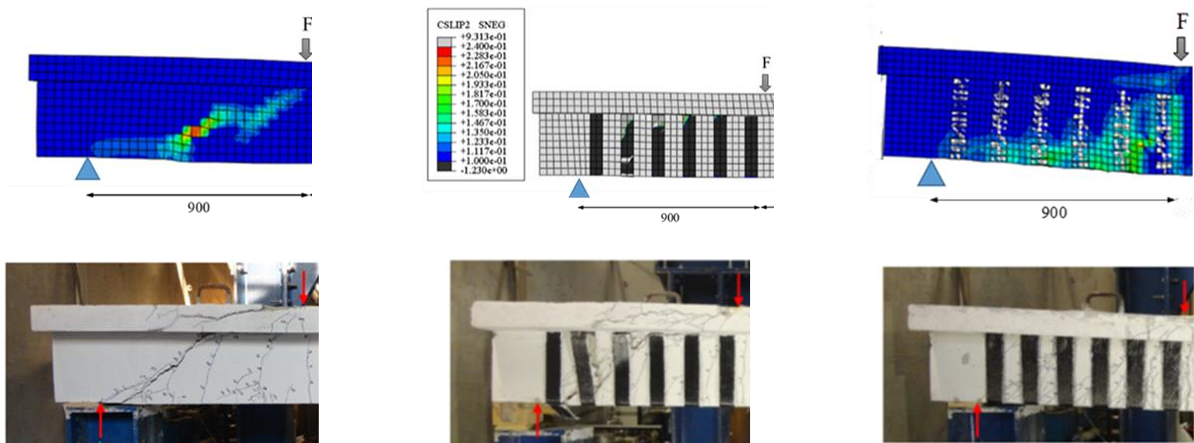 F
900
CSLIP2 SNEG
+9.313e-01
+2.400e-01
+2.283e-01
+2.167e-01
+2.050e-01
+1.933e-01
+1.817e-01
+1.700e-01
+1.583e-01
+1.467e-01
+1.350e-01
+1.233e-01
+1.117e-01
+1.000e-01
-1.230e+00
F
900
F
900